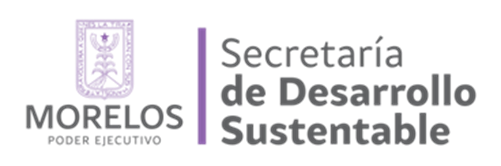 MORELOS
PODER EJECUTIVO
Secretaría
de Desarrollo
Sustentable